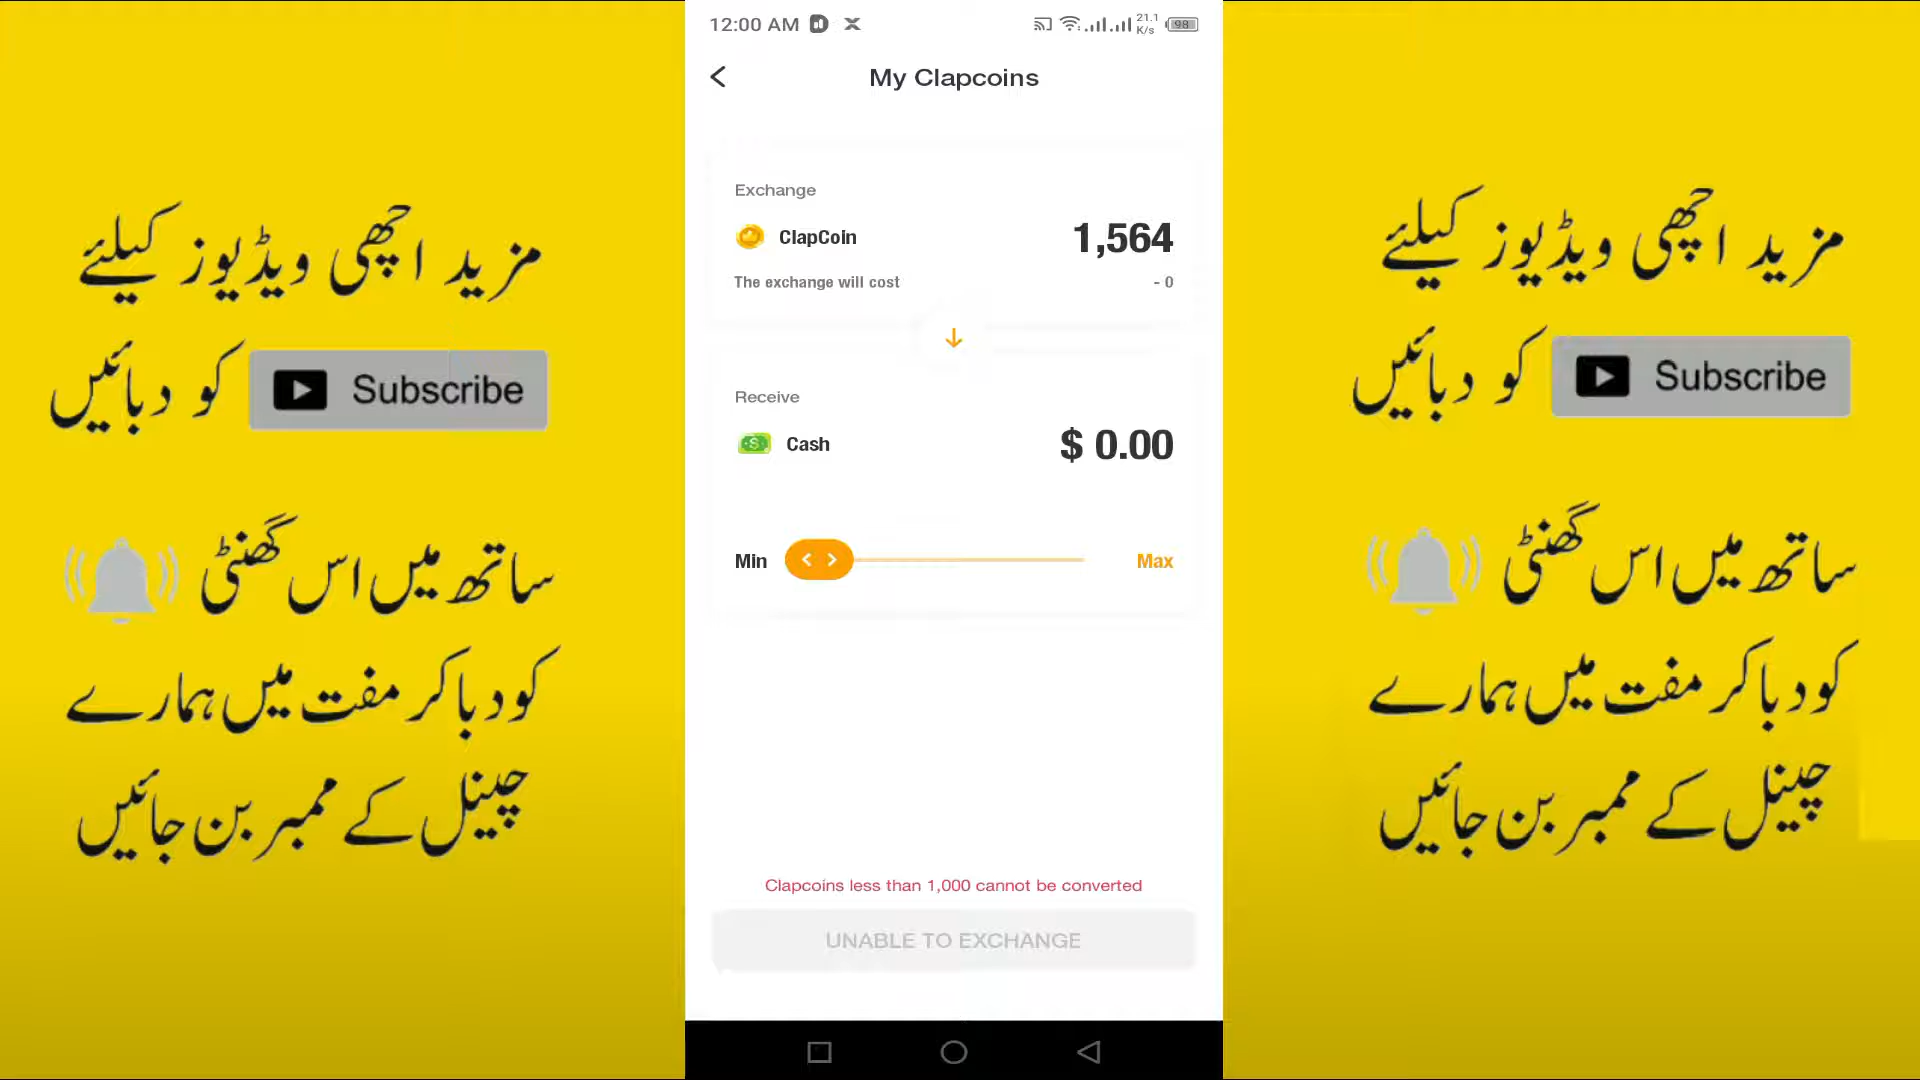 مزید اچھی ویڈیوز کیلئے
کو دبائیں Subscribe
ساتھ میں اس گھنٹی
کو دبا کر مفت میں ہمارے
چینل کے ممبر بن جائیں
12:00 AM
21.1 K/s
98
My Clapcoins
Exchange
ClapCoin 1,564
The exchange will cost - 0
Receive
Cash $ 0.00
Min Max
Clapcoins less than 1,000 cannot be converted
UNABLE TO EXCHANGE
مزید اچھی ویڈیوز کیلئے
کو دبائیں Subscribe
ساتھ میں اس گھنٹی
کو دبا کر مفت میں ہمارے
چینل کے ممبر بن جائیں